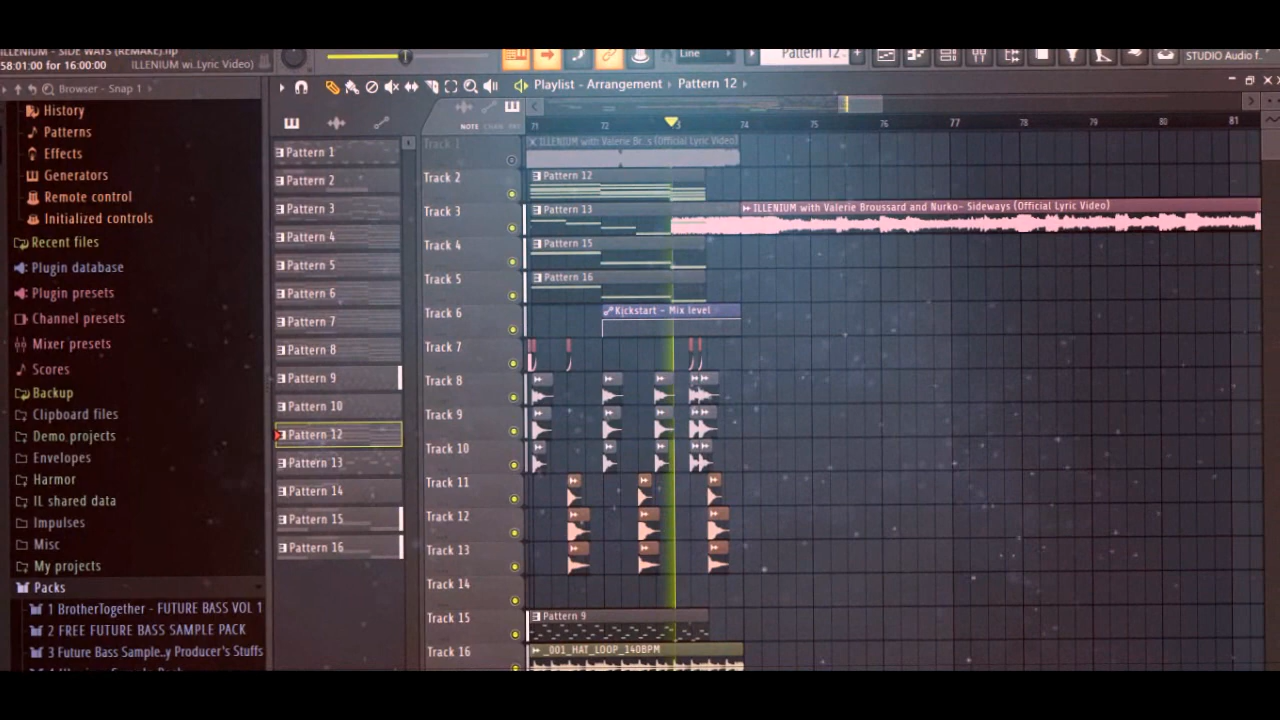 ILLENIUM - SIDE WAYS (REMAKE).flp
58:01:00 for 16:00:00
ILLENIUM wi..Lyric Video)
Line
Pattern 12
STUDIO Audio f..
Browser - Snap 1
Playlist - Arrangement › Pattern 12 ›
History
Patterns
Effects
Generators
Remote control
Initialized controls
Recent files
Plugin database
Plugin presets
Channel presets
Mixer presets
Scores
Backup
Clipboard files
Demo projects
Envelopes
Harmor
IL shared data
Impulses
Misc
My projects
Packs
1 BrotherTogether - FUTURE BASS VOL 1
2 FREE FUTURE BASS SAMPLE PACK
3 Future Bass Sample..y Producer's Stuffs
Pattern 1
Pattern 2
Pattern 3
Pattern 4
Pattern 5
Pattern 6
Pattern 7
Pattern 8
Pattern 9
Pattern 10
Pattern 12
Pattern 13
Pattern 14
Pattern 15
Pattern 16
NOTE CHAN PAT
71 72 73 74 75 76 77 78 79 80 81
Track 1
ILLENIUM with Valerie Br..s (Official Lyric Video)
Track 2
Pattern 12
Track 3
Pattern 13
ILLENIUM with Valerie Broussard and Nurko- Sideways (Official Lyric Video)
Track 4
Pattern 15
Track 5
Pattern 16
Track 6
Kickstart - Mix level
Track 7
Track 8
Track 9
Track 10
Track 11
Track 12
Track 13
Track 14
Track 15
Pattern 9
Track 16
_001_HAT_LOOP_140BPM